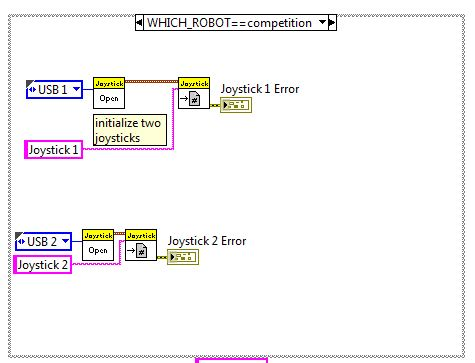 WHICH_ROBOT==competition
USB 1
Joystick
Open
Joystick
#
Joystick 1 Error
initialize two
joysticks
Joystick 1
USB 2
Joystick
Open
Joystick
#
Joystick 2 Error
Joystick 2